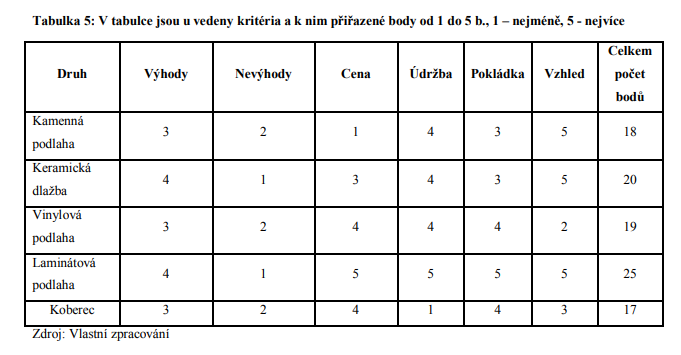 Tabulka 5: V tabulce jsou u vedeny kritéria a k nim přiřazené body od 1 do 5 b., 1 – nejméně, 5 - nejvíce
Druh Výhody Nevýhody Cena Údržba Pokládka Vzhled Celkem počet bodů
Kamenná podlaha 3 2 1 4 3 5 18
Keramická dlažba 4 1 3 4 3 5 20
Vinylová podlaha 3 2 4 4 4 2 19
Laminátová podlaha 4 1 5 5 5 5 25
Koberec 3 2 4 1 4 3 17
Zdroj: Vlastní zpracování